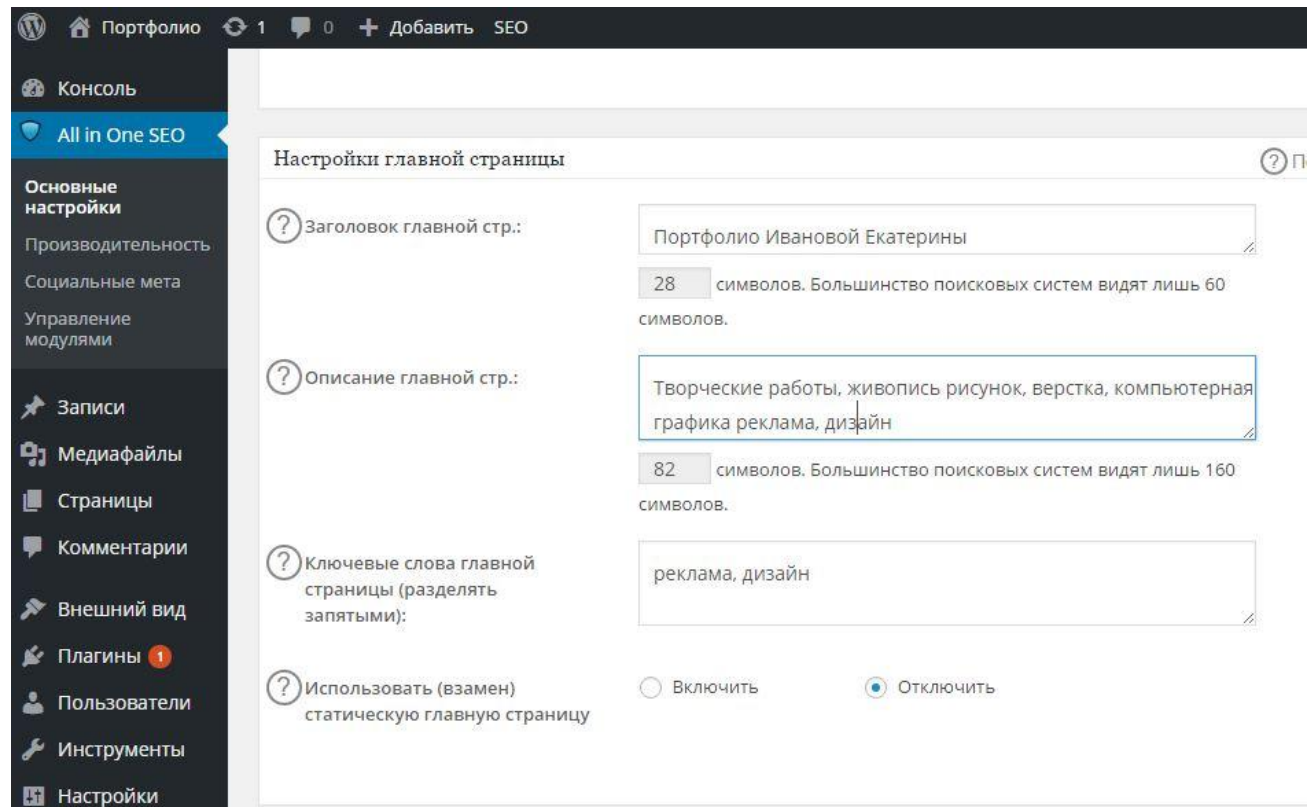 Портфолио 1 0 + Добавить SEO
Консоль
All in One SEO
Основные
настройки
Производительность
Социальные мета
Управление
модулями
Записи
Медиафайлы
Страницы
Комментарии
Внешний вид
Плагины 1
Пользователи
Инструменты
Настройки
Настройки главной страницы
Заголовок главной стр.:
Портфолио Ивановой Екатерины
28 символов. Большинство поисковых систем видят лишь 60
символов.
Описание главной стр.:
Творческие работы, живопись рисунок, верстка, компьютерная
графика реклама, дизайн
82 символов. Большинство поисковых систем видят лишь 160
символов.
Ключевые слова главной
страницы (разделять
запятыми):
реклама, дизайн
Использовать (взамен)
статическую главную страницу
Включить Отключить